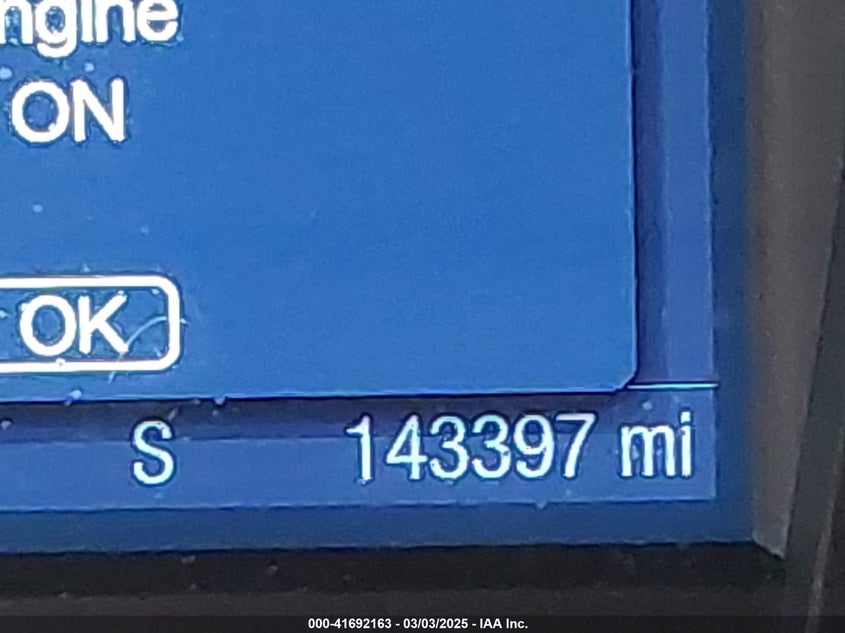 ngine
ON
OK
S 143397 mi
000-41692163 - 03/03/2025 - IAA Inc.